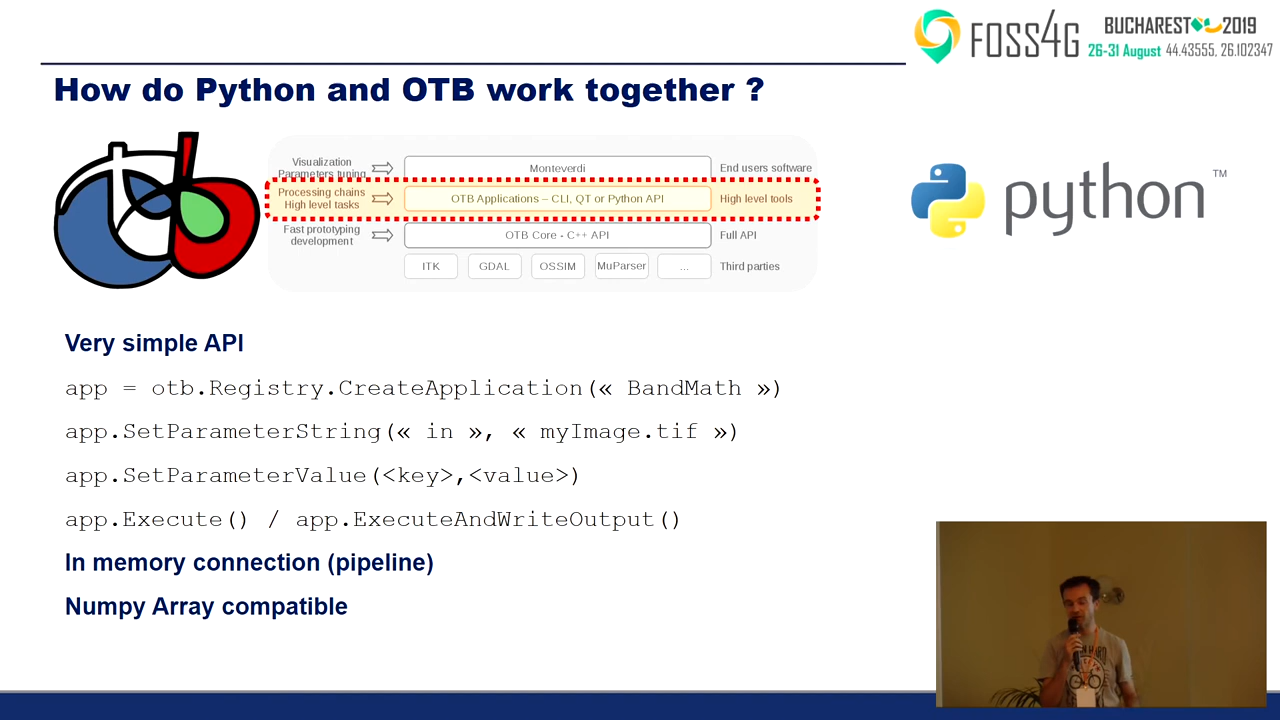 FOSS4G
BUCHAREST 2019
26-31 August 44.43555, 26.102347
How do Python and OTB work together ?
Visualization
Parameters tuning
Monteverdi
End users software
Processing chains
High level tasks
OTB Applications – CLI, QT or Python API
High level tools
Fast prototyping
development
OTB Core - C++ API
Full API
ITK
GDAL
OSSIM
MuParser
...
Third parties
python
TM
Very simple API
app = otb.Registry.CreateApplication(« BandMath »)
app.SetParameterString(« in », « myImage.tif »)
app.SetParameterValue(<key>,<value>)
app.Execute() / app.ExecuteAndWriteOutput()
In memory connection (pipeline)
Numpy Array compatible